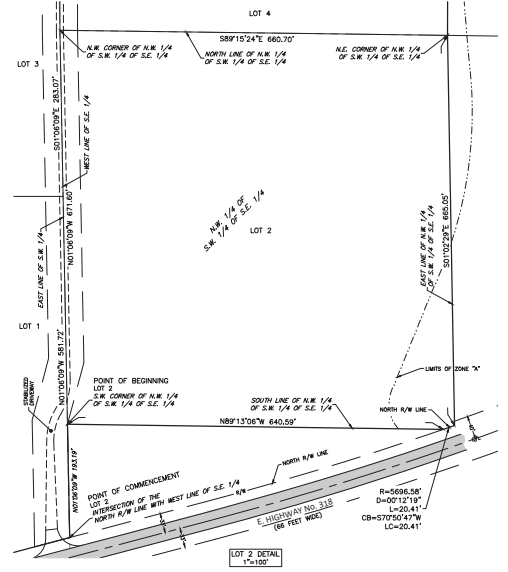 LOT 4
S89°15'24"E 660.70'
N.W. CORNER OF N.W. 1/4
OF S.W. 1/4 OF S.E. 1/4
NORTH LINE OF N.W. 1/4
OF S.W. 1/4 OF S.E. 1/4
N.E. CORNER OF N.W. 1/4
OF S.W. 1/4 OF S.E. 1/4
LOT 3
S01°06'09"E 283.07'
WEST LINE OF S.E. 1/4
N01°06'09"W 671.60'
EAST LINE OF S.W. 1/4
N.W. 1/4 OF
S.W. 1/4 OF S.E. 1/4
LOT 2
EAST LINE OF N.W. 1/4
OF S.W. 1/4 OF S.E. 1/4
S01°02'29"E 665.05'
LOT 1
N01°06'09"W 581.72'
STABLIZED
DRIVEWAY
LIMITS OF ZONE "A"
POINT OF BEGINNING
LOT 2
S.W. CORNER OF N.W. 1/4
OF S.W. 1/4 OF S.E. 1/4
SOUTH LINE OF N.W. 1/4
OF S.W. 1/4 OF S.E. 1/4
NORTH R/W LINE
N89°13'06"W 640.59'
N01°06'09"W 193.19'
POINT OF COMMENCEMENT
LOT 2
INTERSECTION OF THE
NORTH R/W LINE WITH WEST LINE OF S.E. 1/4
NORTH R/W LINE
R/W
E. HIGHWAY No. 318
(66 FEET WIDE)
33'
33'
R=5696.58'
D=00°12'19"
L=20.41'
CB=S70°50'47"W
LC=20.41'
LOT 2 DETAIL
1"=100'